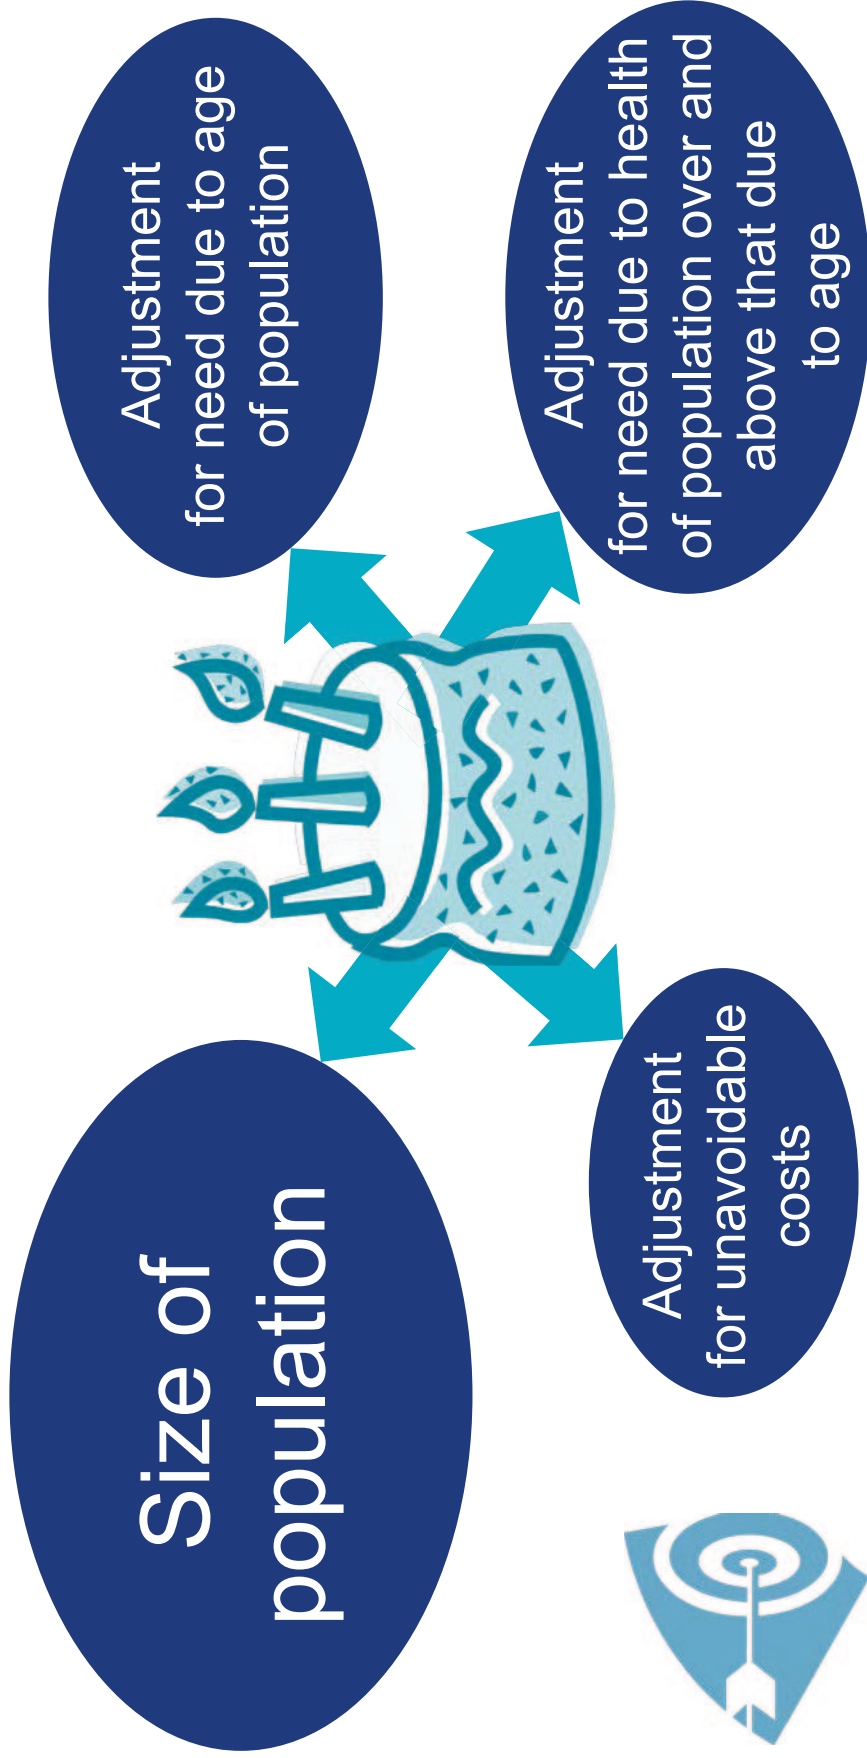 Size of
population
Adjustment
for need due to age
of population
Adjustment
for unavoidable
costs
Adjustment
for need due to health
of population over and
above that due
to age